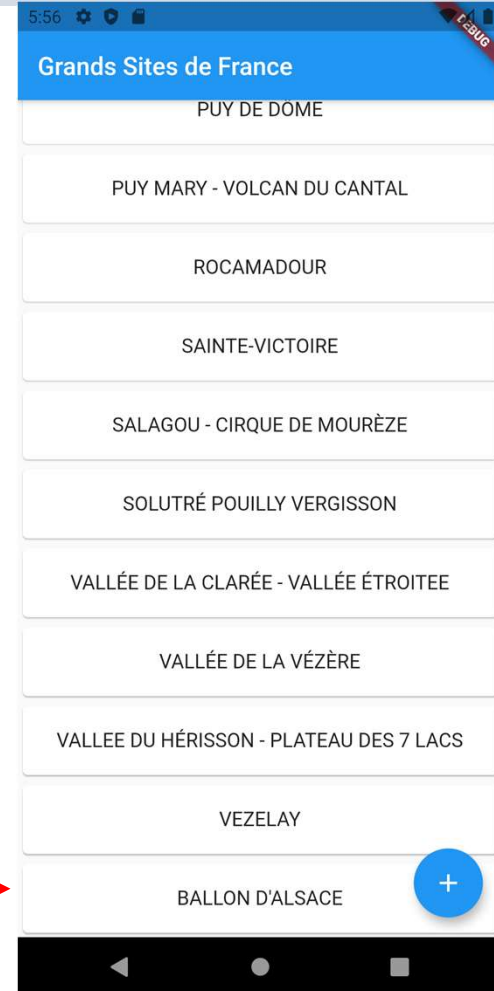 5:56
DEBUG
Grands Sites de France
PUY DE DÔME
PUY MARY - VOLCAN DU CANTAL
ROCAMADOUR
SAINTE-VICTOIRE
SALAGOU - CIRQUE DE MOURÈZE
SOLUTRÉ POUILLY VERGISSON
VALLÉE DE LA CLARÉE - VALLÉE ÉTROITEE
VALLÉE DE LA VÉZÈRE
VALLEE DU HÉRISSON - PLATEAU DES 7 LACS
VEZELAY
BALLON D'ALSACE
+